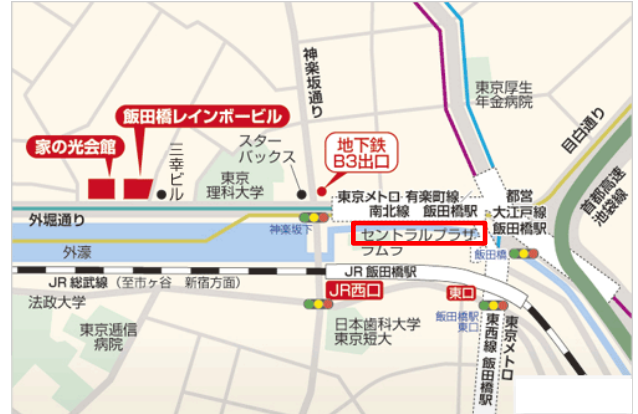 神楽坂通り
東京厚生
年金病院
目白通り
飯田橋レインボービル
家の光会館
三幸ビル
スター
バックス
地下鉄
B3出口
東京
理科大学
東京メトロ 有楽町線
南北線 飯田橋駅
都営
大江戸線
飯田橋駅
首都高速
池袋線
外堀通り
神楽坂下
セントラルプラザ
ラムラ
飯田橋
外濠
JR 飯田橋駅
JR 総武線（至市ヶ谷 新宿方面）
JR西口
東口
法政大学
東京逓信
病院
日本歯科大学
東京短大
飯田橋駅
東口
東京メトロ
東西線 飯田橋駅